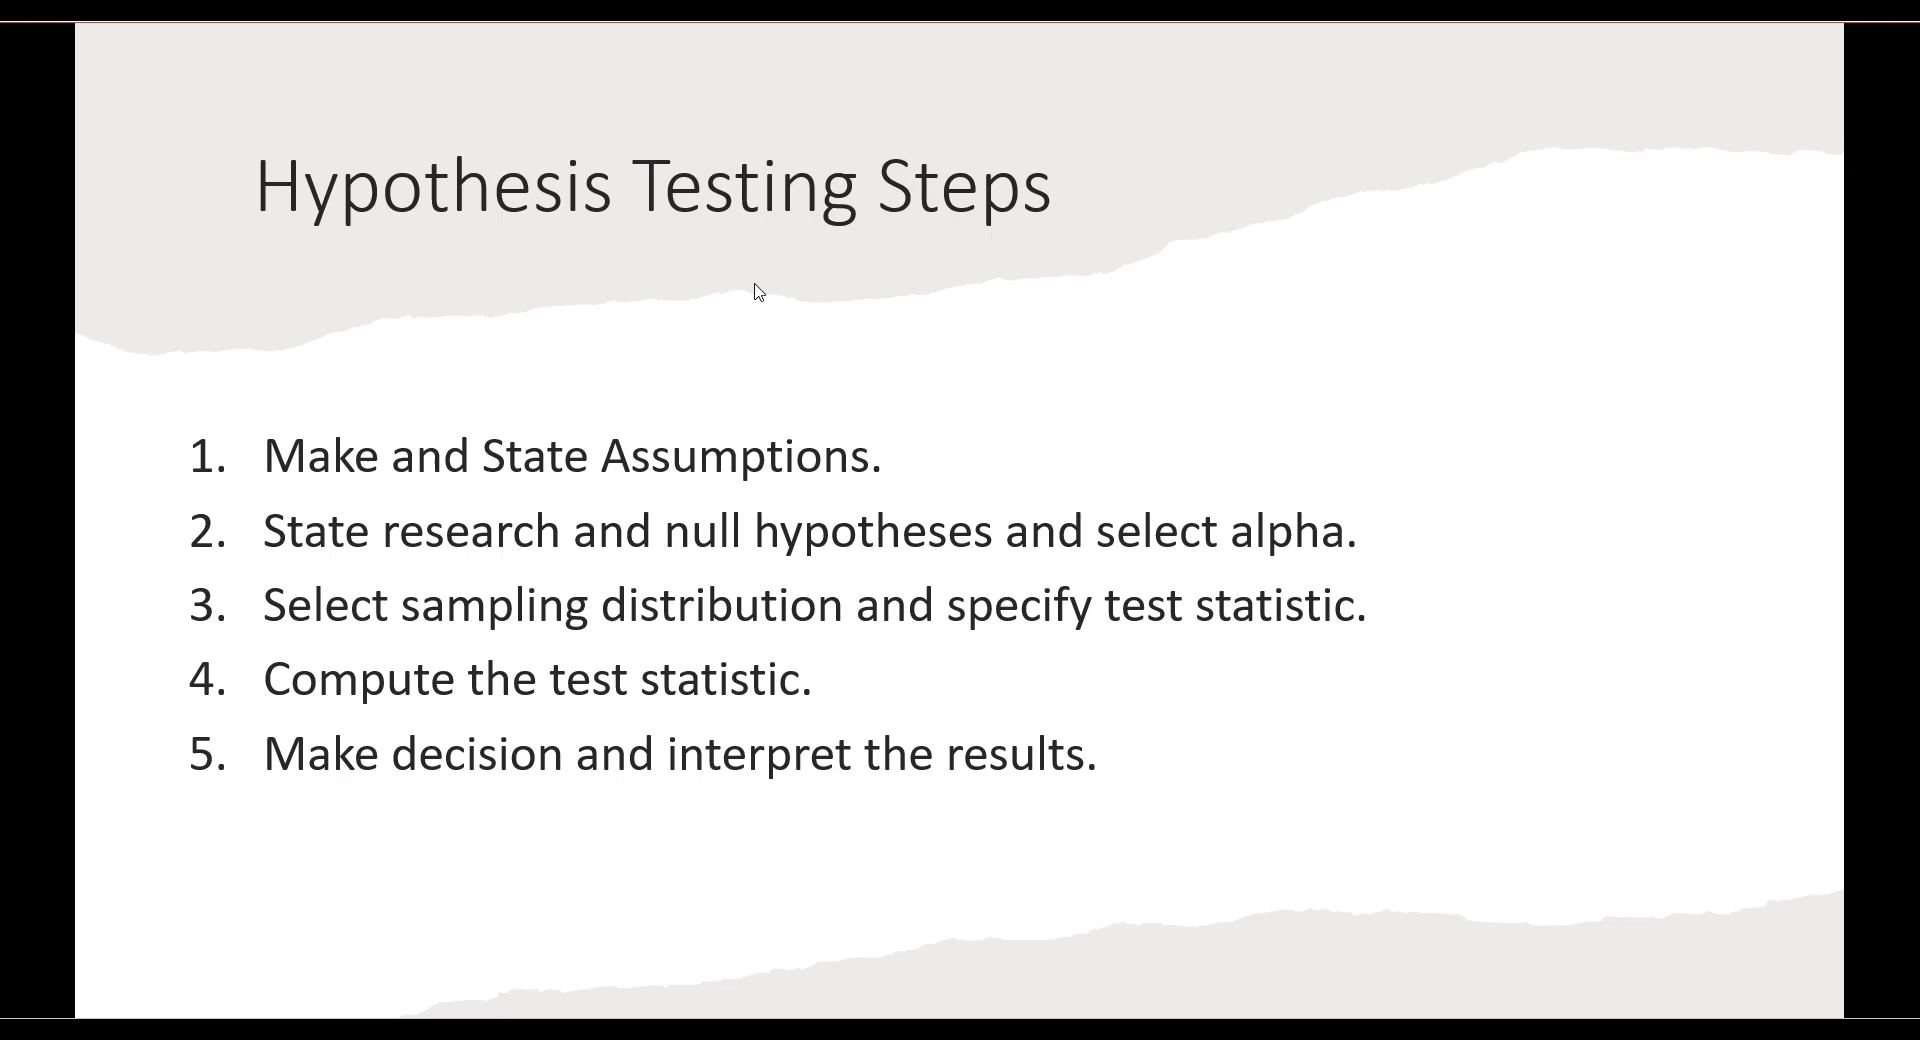 Hypothesis Testing Steps
1. Make and State Assumptions.
2. State research and null hypotheses and select alpha.
3. Select sampling distribution and specify test statistic.
4. Compute the test statistic.
5. Make decision and interpret the results.